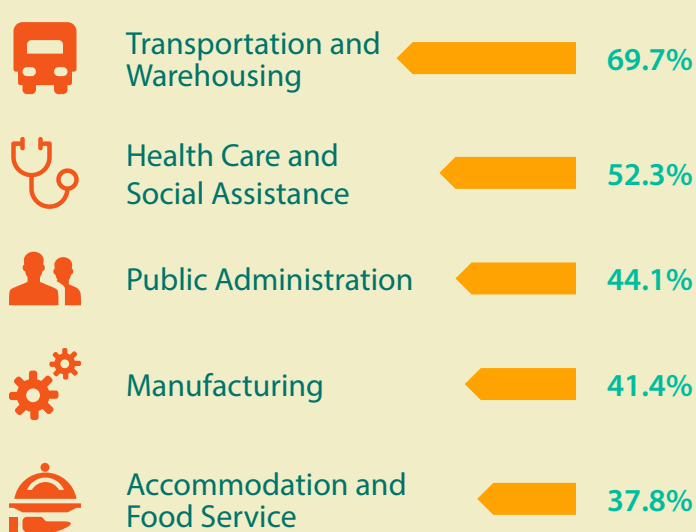 Transportation and
Warehousing
69.7%
Health Care and
Social Assistance
52.3%
Public Administration
44.1%
Manufacturing
41.4%
Accommodation and
Food Service
37.8%